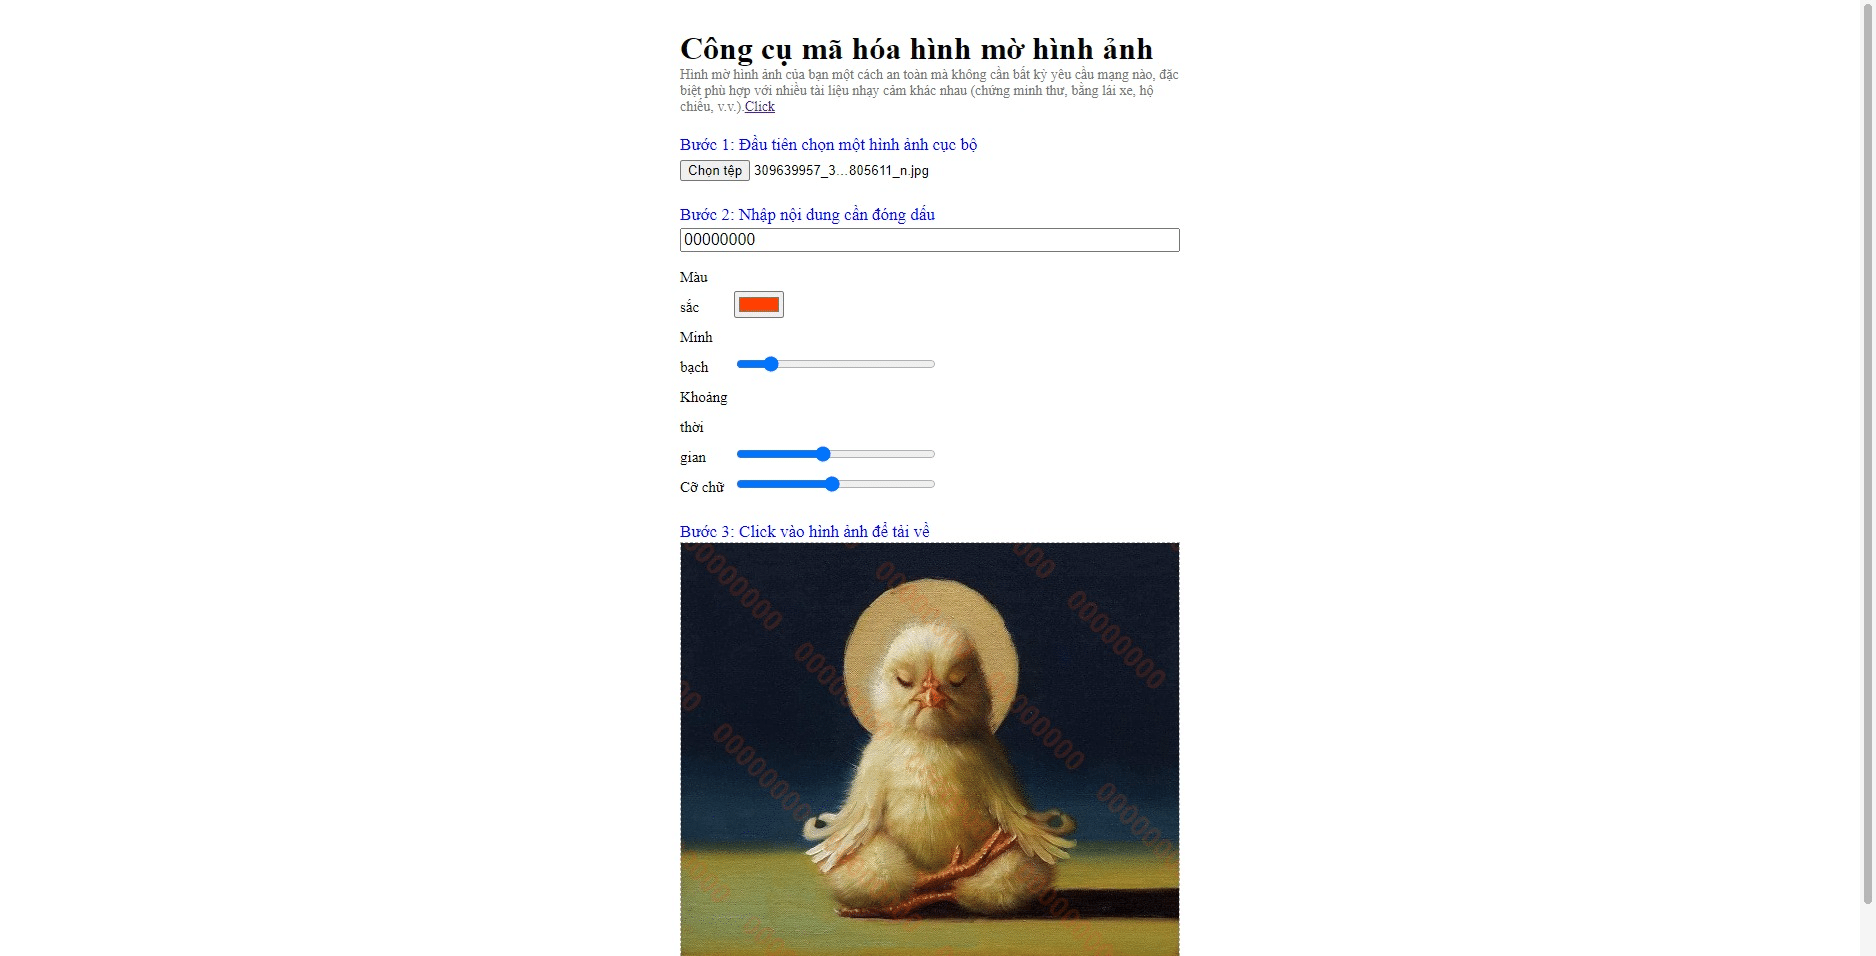 Công cụ mã hóa hình mờ hình ảnh
Hình mờ hình ảnh của bạn một cách an toàn mà không cần bất kỳ yêu cầu mạng nào, đặc
biệt phù hợp với nhiều tài liệu nhạy cảm khác nhau (chứng minh thư, bằng lái xe, hộ
chiếu, v.v.).Click
Bước 1: Đầu tiên chọn một hình ảnh cục bộ
Chọn tệp 309639957_3...805611_n.jpg
Bước 2: Nhập nội dung cần đóng dấu
00000000
Màu
sắc
Minh
bạch
Khoảng
thời
gian
Cỡ chữ
Bước 3: Click vào hình ảnh để tải về
00000000
00000000
00000000
00000000
00000000